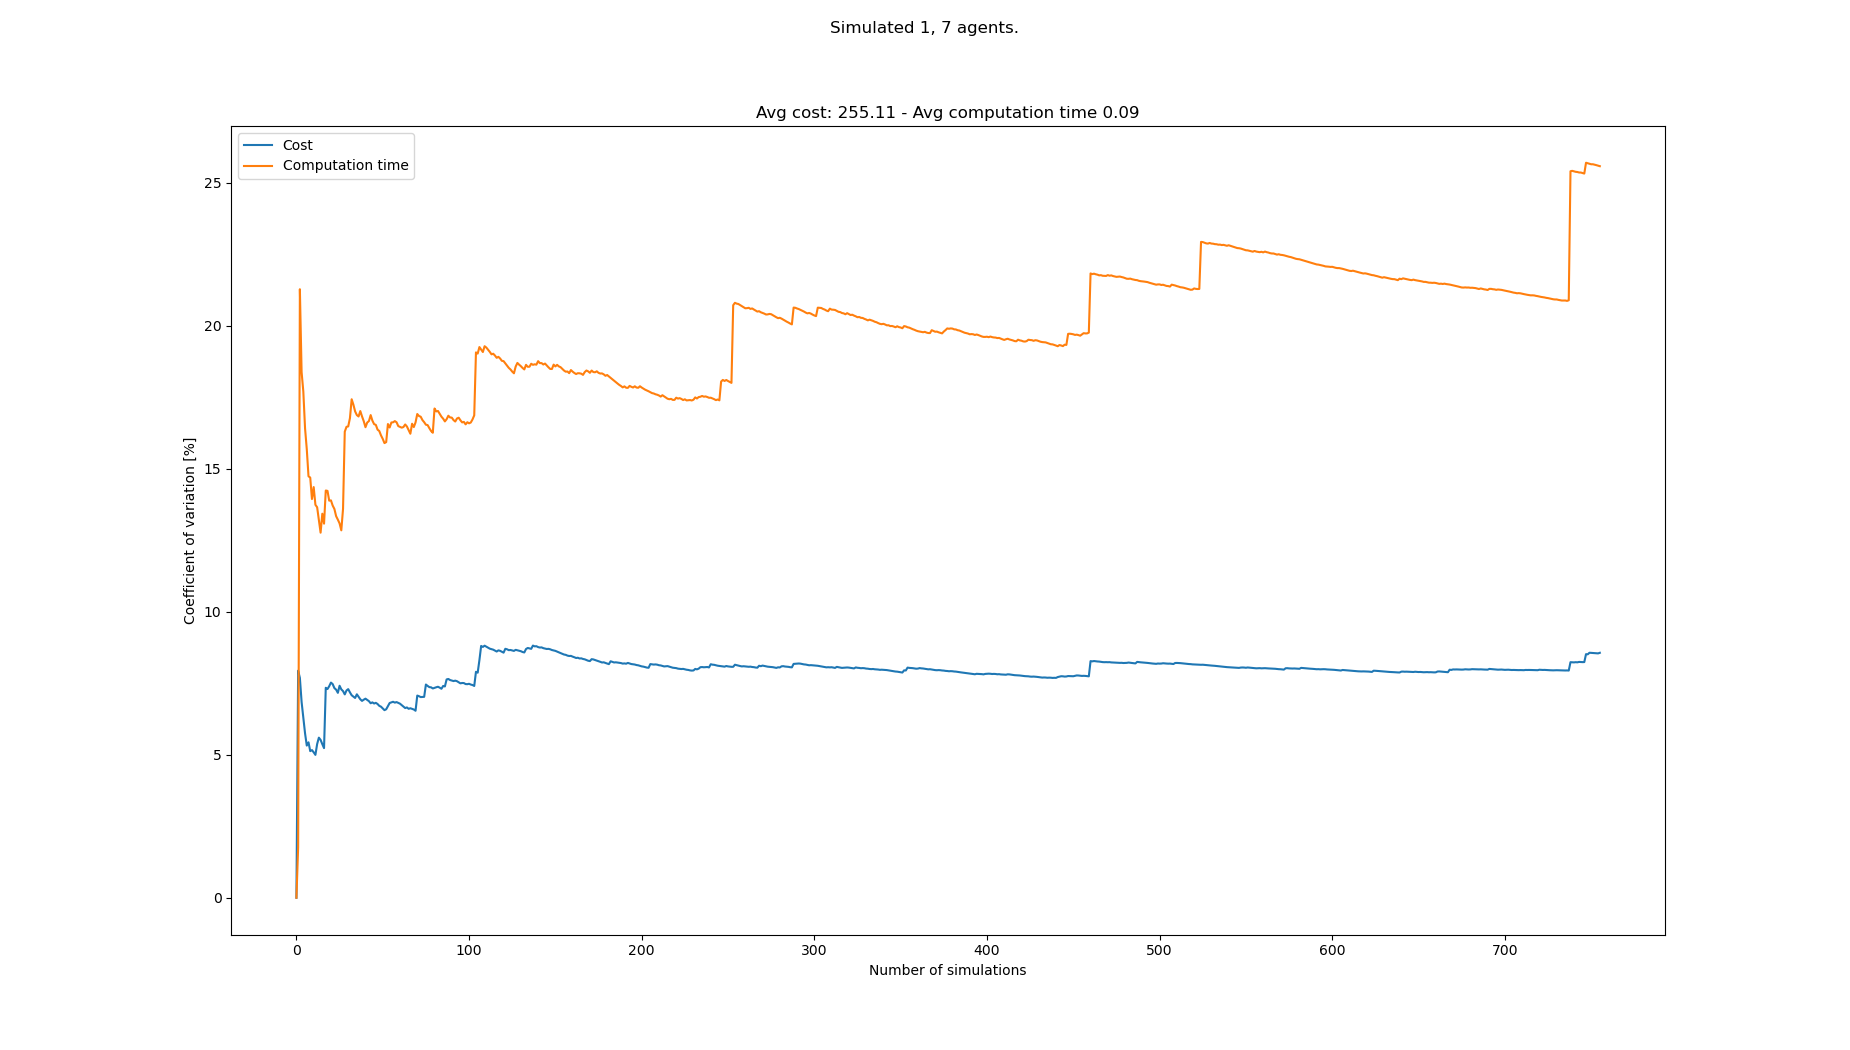 Simulated 1, 7 agents.
Avg cost: 255.11 - Avg computation time 0.09
Cost
Computation time
Coefficient of variation [%]
25
20
15
10
5
0
0 100 200 300 400 500 600 700
Number of simulations